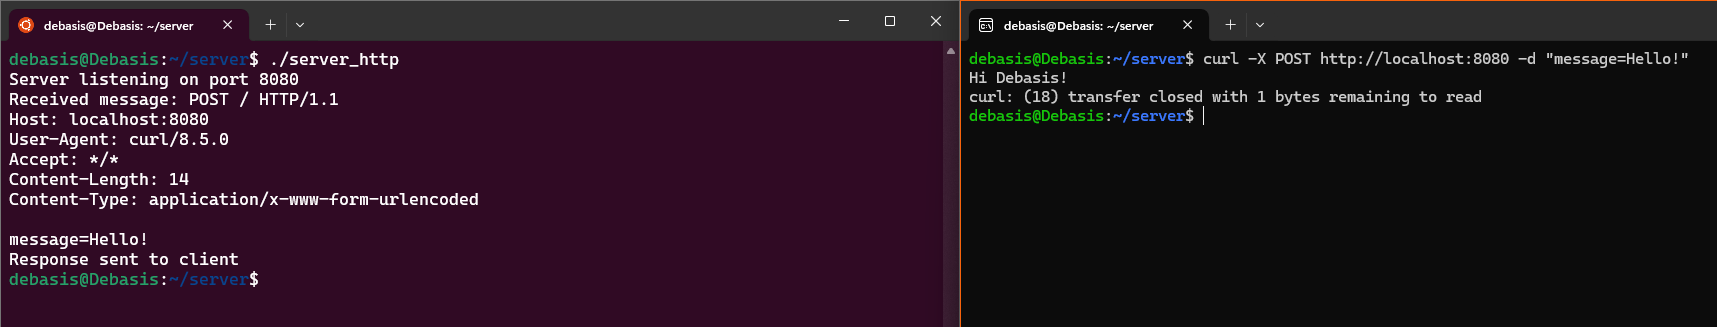 debasis@Debasis: ~/server
debasis@Debasis:~/server$ ./server_http
Server listening on port 8080
Received message: POST / HTTP/1.1
Host: localhost:8080
User-Agent: curl/8.5.0
Accept: */*
Content-Length: 14
Content-Type: application/x-www-form-urlencoded
message=Hello!
Response sent to client
debasis@Debasis:~/server$
debasis@Debasis: ~/server
debasis@Debasis:~/server$ curl -X POST http://localhost:8080 -d "message=Hello!"
Hi Debasis!
curl: (18) transfer closed with 1 bytes remaining to read
debasis@Debasis:~/server$